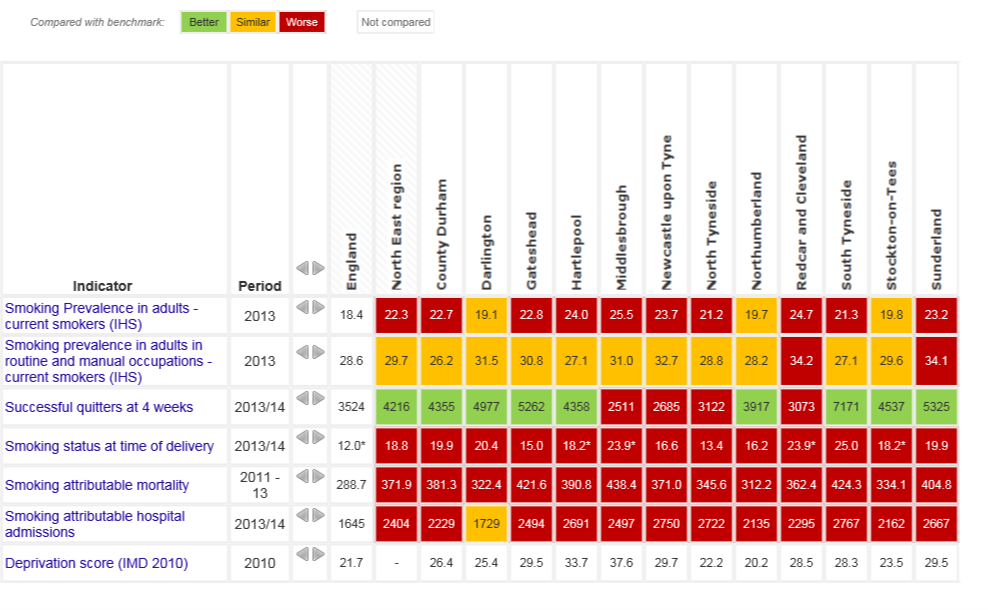 Compared with benchmark: Better Similar Worse Not compared
England
North East region
County Durham
Darlington
Gateshead
Hartlepool
Middlesbrough
Newcastle upon Tyne
North Tyneside
Northumberland
Redcar and Cleveland
South Tyneside
Stockton-on-Tees
Sunderland
Indicator Period
Smoking Prevalence in adults -
current smokers (IHS)
2013 18.4 22.3 22.7 19.1 22.8 24.0 25.5 23.7 21.2 19.7 24.7 21.3 19.8 23.2
Smoking prevalence in adults in
routine and manual occupations -
current smokers (IHS)
2013 28.6 29.7 26.2 31.5 30.8 27.1 31.0 32.7 28.8 28.2 34.2 27.1 29.6 34.1
Successful quitters at 4 weeks 2013/14 3524 4216 4355 4977 5262 4358 2511 2685 3122 3917 3073 7171 4537 5325
Smoking status at time of delivery 2013/14 12.0* 18.8 19.9 20.4 15.0 18.2* 23.9* 16.6 13.4 16.2 23.9* 25.0 18.2* 19.9
Smoking attributable mortality
2011 -
13
288.7 371.9 381.3 322.4 421.6 390.8 438.4 371.0 345.6 312.2 362.4 424.3 334.1 404.8
Smoking attributable hospital
admissions
2013/14 1645 2404 2229 1729 2494 2691 2497 2750 2722 2135 2295 2767 2162 2667
Deprivation score (IMD 2010) 2010 21.7 - 26.4 25.4 29.5 33.7 37.6 29.7 22.2 20.2 28.5 28.3 23.5 29.5